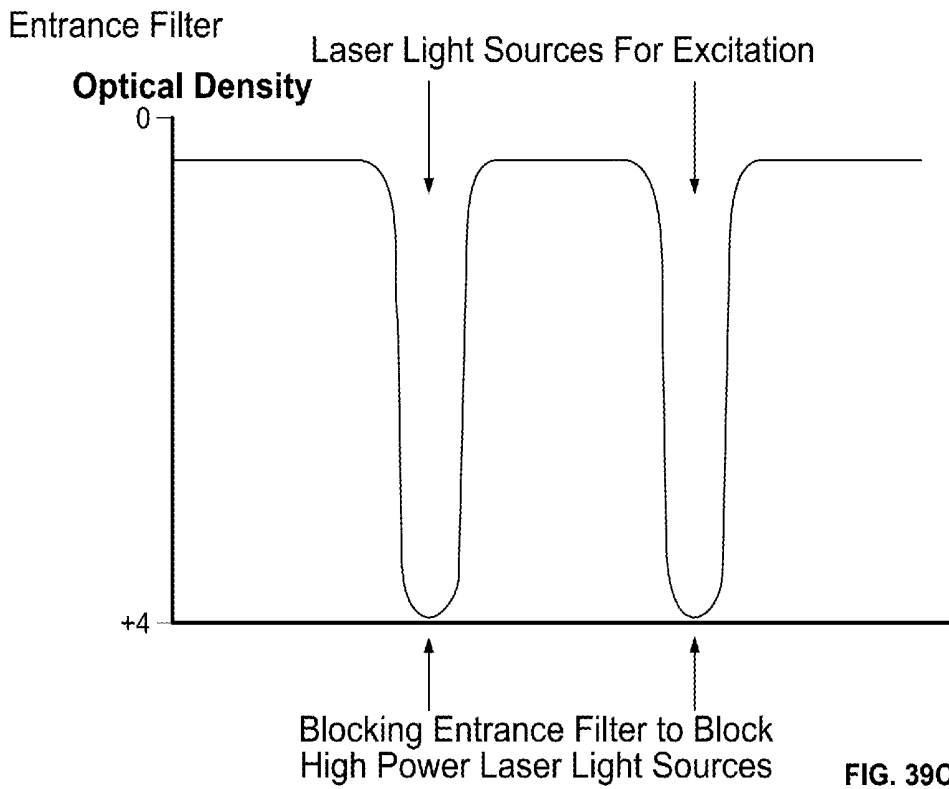 Entrance Filter
Laser Light Sources For Excitation
Optical Density
0
+4
Blocking Entrance Filter to Block
High Power Laser Light Sources
FIG. 39C